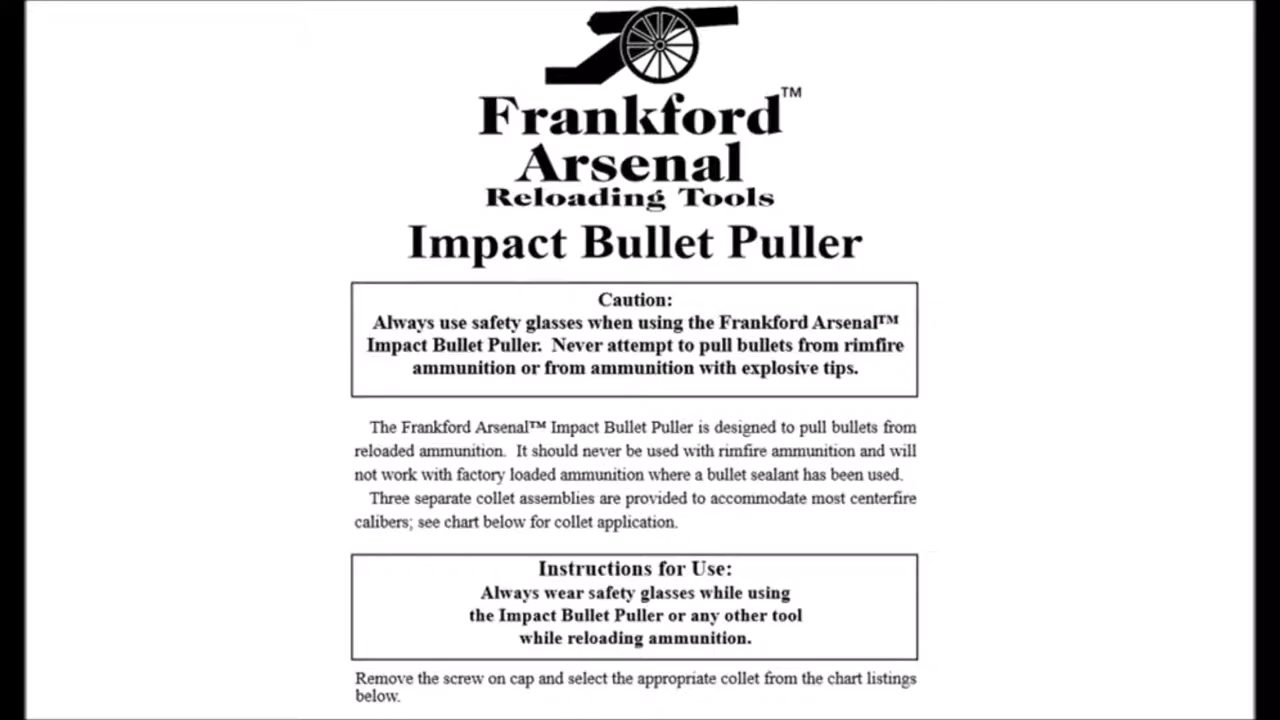 Frankford™
Arsenal
Reloading Tools
Impact Bullet Puller
Caution:
Always use safety glasses when using the Frankford Arsenal™
Impact Bullet Puller. Never attempt to pull bullets from rimfire
ammunition or from ammunition with explosive tips.
The Frankford Arsenal™ Impact Bullet Puller is designed to pull bullets from
reloaded ammunition. It should never be used with rimfire ammunition and will
not work with factory loaded ammunition where a bullet sealant has been used.
Three separate collet assemblies are provided to accommodate most centerfire
calibers; see chart below for collet application.
Instructions for Use:
Always wear safety glasses while using
the Impact Bullet Puller or any other tool
while reloading ammunition.
Remove the screw on cap and select the appropriate collet from the chart listings
below.